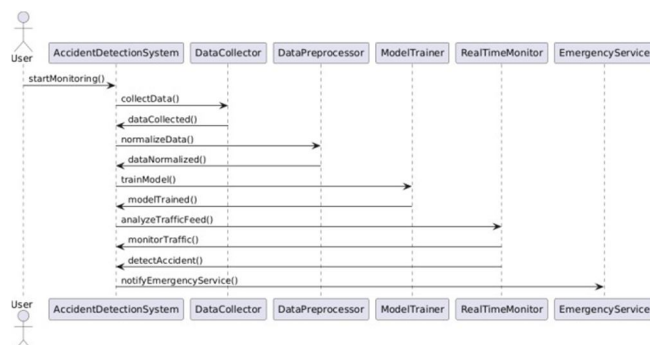 User AccidentDetectionSystem DataCollector DataPreprocessor ModelTrainer RealTimeMonitor EmergencyService
startMonitoring()
collectData()
dataCollected()
normalizeData()
dataNormalized()
trainModel()
modelTrained()
analyzeTrafficFeed()
monitorTraffic()
detectAccident()
notifyEmergencyService()
User AccidentDetectionSystem DataCollector DataPreprocessor ModelTrainer RealTimeMonitor EmergencyService